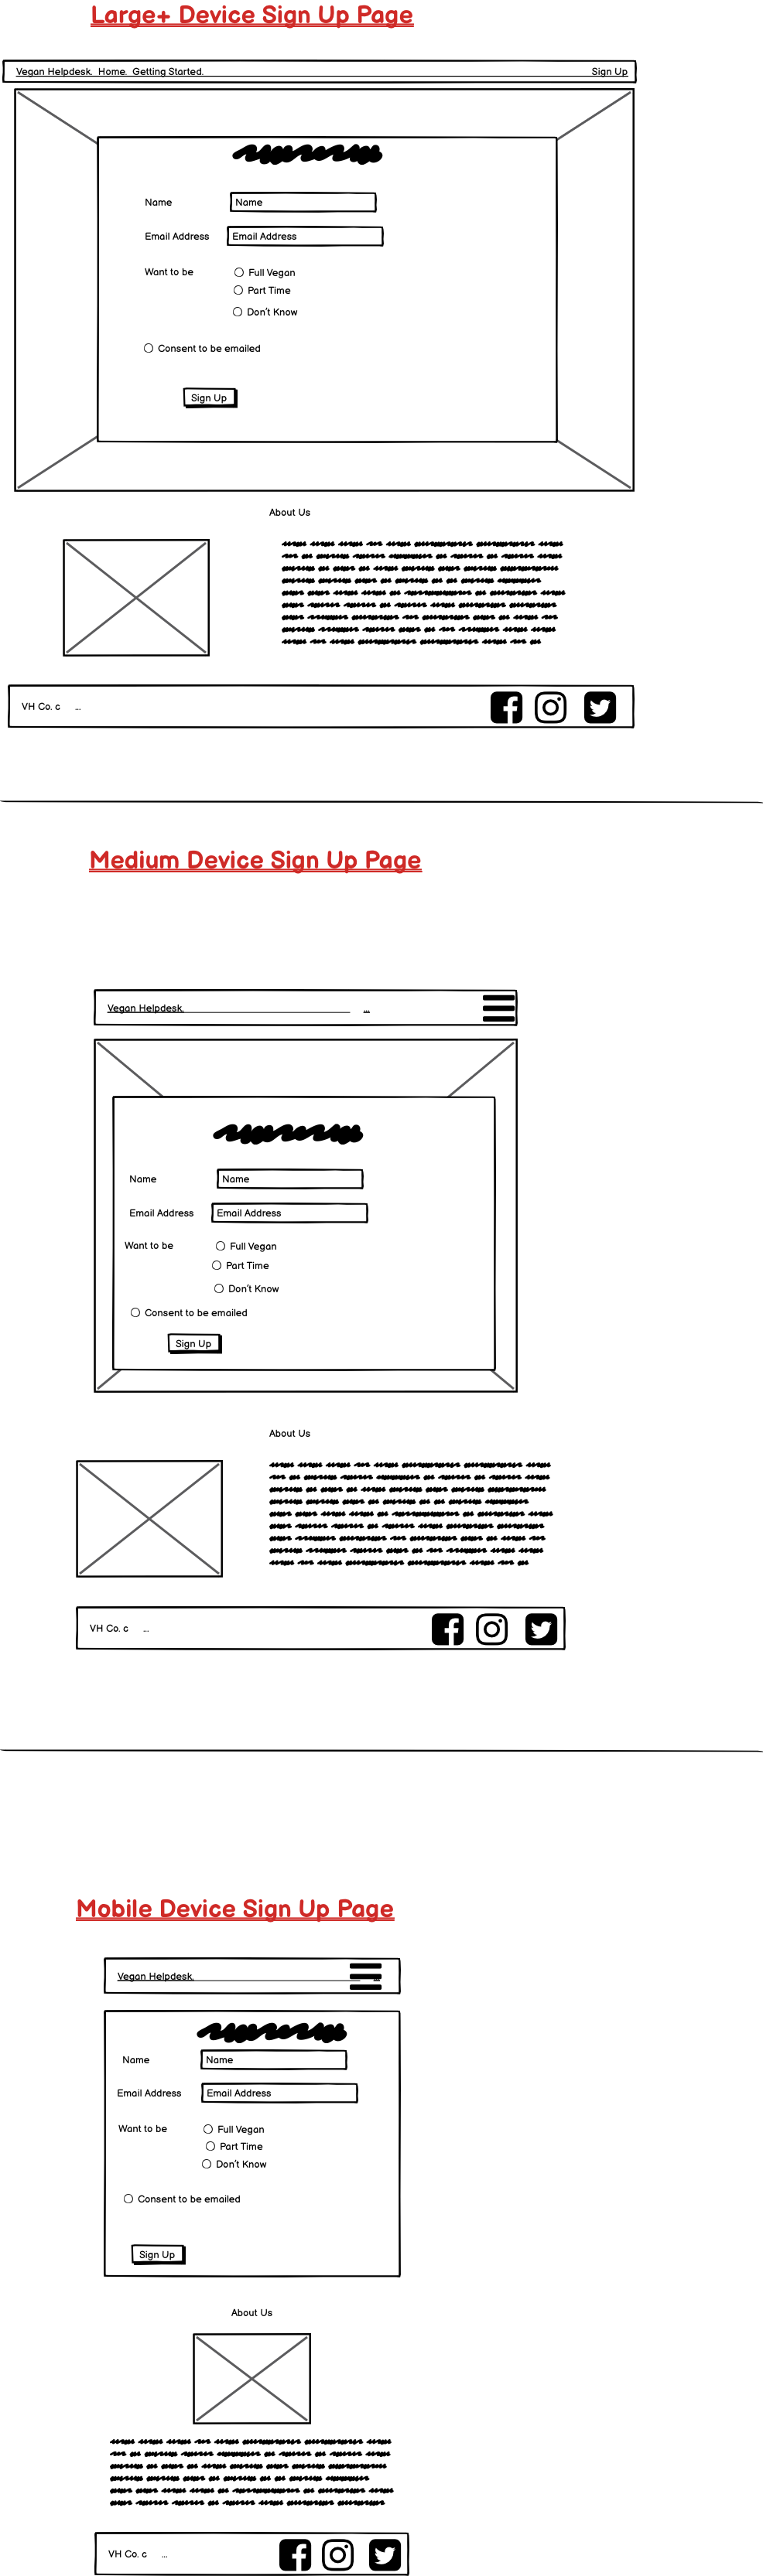 Large+ Device Sign Up Page
Vegan Helpdesk. Home. Getting Started. Sign Up
Name Name
Email Address Email Address
Want to be Full Vegan
Part Time
Don't Know
Consent to be emailed
Sign Up
About Us
VH Co. c ...
Medium Device Sign Up Page
Vegan Helpdesk. ...
Name Name
Email Address Email Address
Want to be Full Vegan
Part Time
Don't Know
Consent to be emailed
Sign Up
About Us
VH Co. c ...
Mobile Device Sign Up Page
Vegan Helpdesk.
Name Name
Email Address Email Address
Want to be Full Vegan
Part Time
Don't Know
Consent to be emailed
Sign Up
About Us
VH Co. c ...